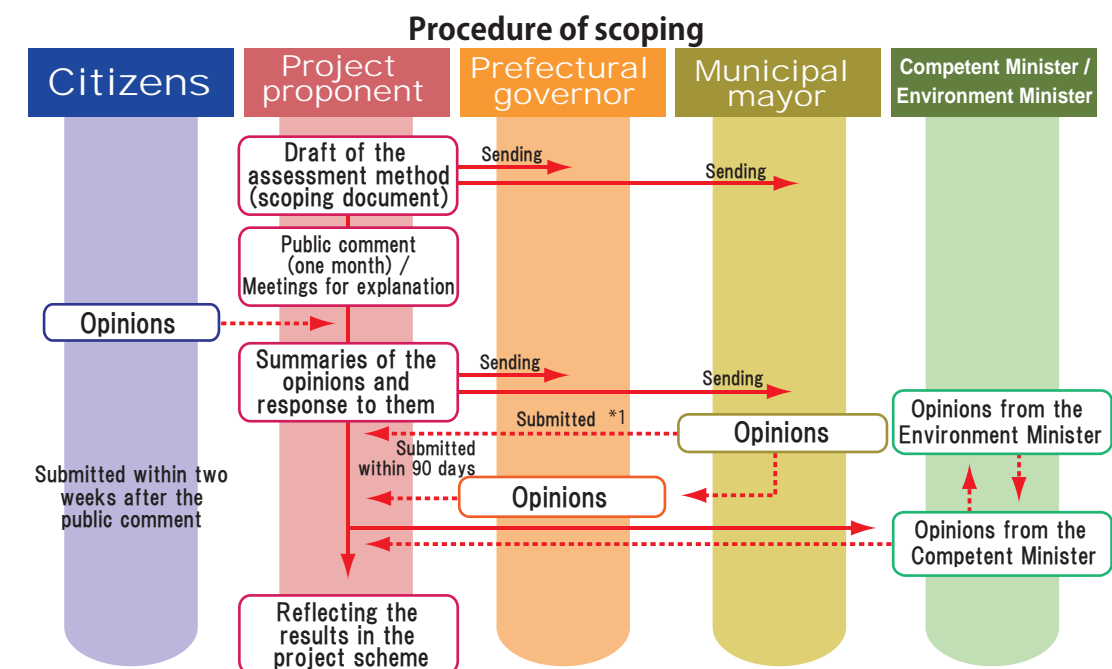 Procedure of scoping
Citizens
Project
proponent
Prefectural
governor
Municipal
mayor
Competent Minister /
Environment Minister
Draft of the
assessment method
(scoping document)
Sending
Sending
Public comment
(one month) /
Meetings for explanation
Opinions
Summaries of the
opinions and
response to them
Sending
Sending
Submitted *1
Opinions
Opinions from the
Environment Minister
Submitted
within 90 days
Submitted within two
weeks after the
public comment
Opinions
Opinions from the
Competent Minister
Reflecting the
results in the
project scheme